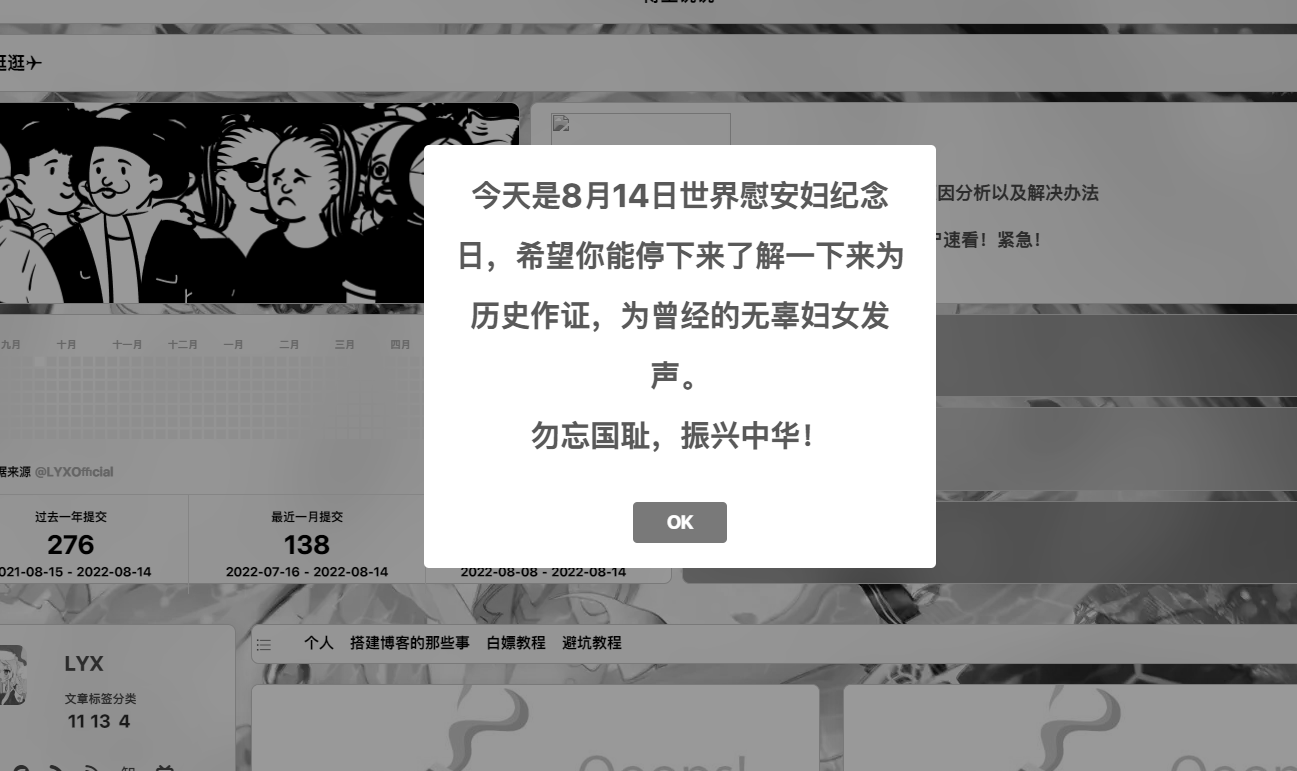 逛✈
因分析以及解决办法
速看！紧急！
今天是8月14日世界慰安妇纪念
日，希望你能停下来了解一下来为
历史作证，为曾经的无辜妇女发
声。
勿忘国耻，振兴中华！
OK
九月 十月 十一月 十二月 一月 二月 三月 四月
据来源 @LYXOfficial
过去一年提交 最近一月提交
276 138
021-08-15 - 2022-08-14 2022-07-16 - 2022-08-14 2022-08-08 - 2022-08-14
个人 搭建博客的那些事 白嫖教程 避坑教程
LYX
文章标签分类
11 13 4
Ooops!